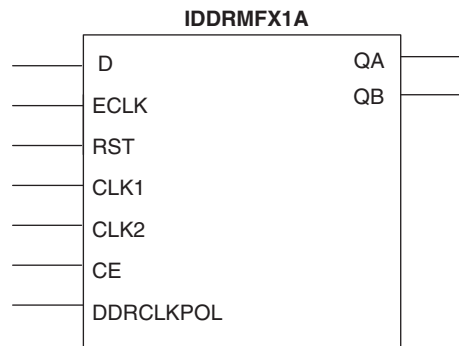 IDDRMFX1A
D
QA
ECLK
QB
RST
CLK1
CLK2
CE
DDRCLKPOL